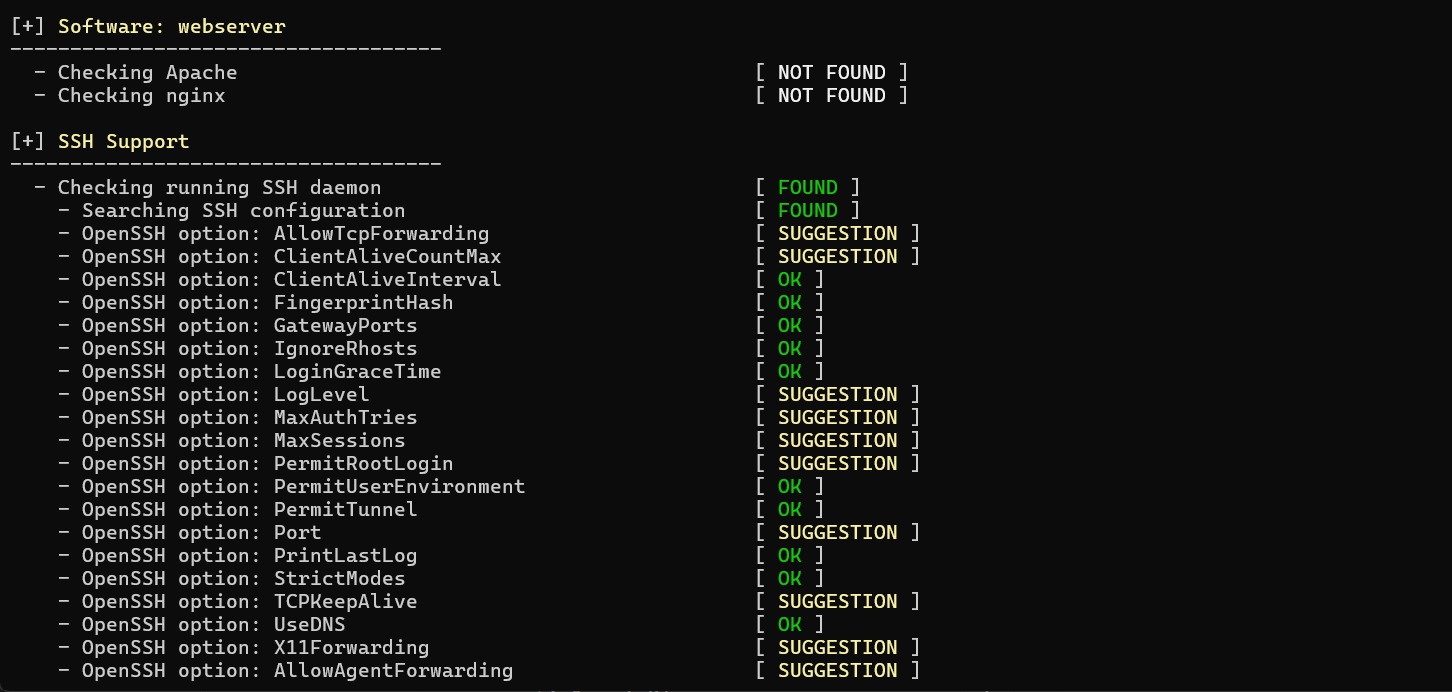 [+] Software: webserver
------------------------------------
  - Checking Apache                                           [ NOT FOUND ]
  - Checking nginx                                            [ NOT FOUND ]

[+] SSH Support
------------------------------------
  - Checking running SSH daemon                               [ FOUND ]
    - Searching SSH configuration                             [ FOUND ]
    - OpenSSH option: AllowTcpForwarding                      [ SUGGESTION ]
    - OpenSSH option: ClientAliveCountMax                     [ SUGGESTION ]
    - OpenSSH option: ClientAliveInterval                     [ OK ]
    - OpenSSH option: FingerprintHash                         [ OK ]
    - OpenSSH option: GatewayPorts                            [ OK ]
    - OpenSSH option: IgnoreRhosts                            [ OK ]
    - OpenSSH option: LoginGraceTime                          [ OK ]
    - OpenSSH option: LogLevel                                [ SUGGESTION ]
    - OpenSSH option: MaxAuthTries                            [ SUGGESTION ]
    - OpenSSH option: MaxSessions                             [ SUGGESTION ]
    - OpenSSH option: PermitRootLogin                         [ SUGGESTION ]
    - OpenSSH option: PermitUserEnvironment                   [ OK ]
    - OpenSSH option: PermitTunnel                            [ OK ]
    - OpenSSH option: Port                                    [ SUGGESTION ]
    - OpenSSH option: PrintLastLog                            [ OK ]
    - OpenSSH option: StrictModes                             [ OK ]
    - OpenSSH option: TCPKeepAlive                            [ SUGGESTION ]
    - OpenSSH option: UseDNS                                  [ OK ]
    - OpenSSH option: X11Forwarding                           [ SUGGESTION ]
    - OpenSSH option: AllowAgentForwarding                    [ SUGGESTION ]